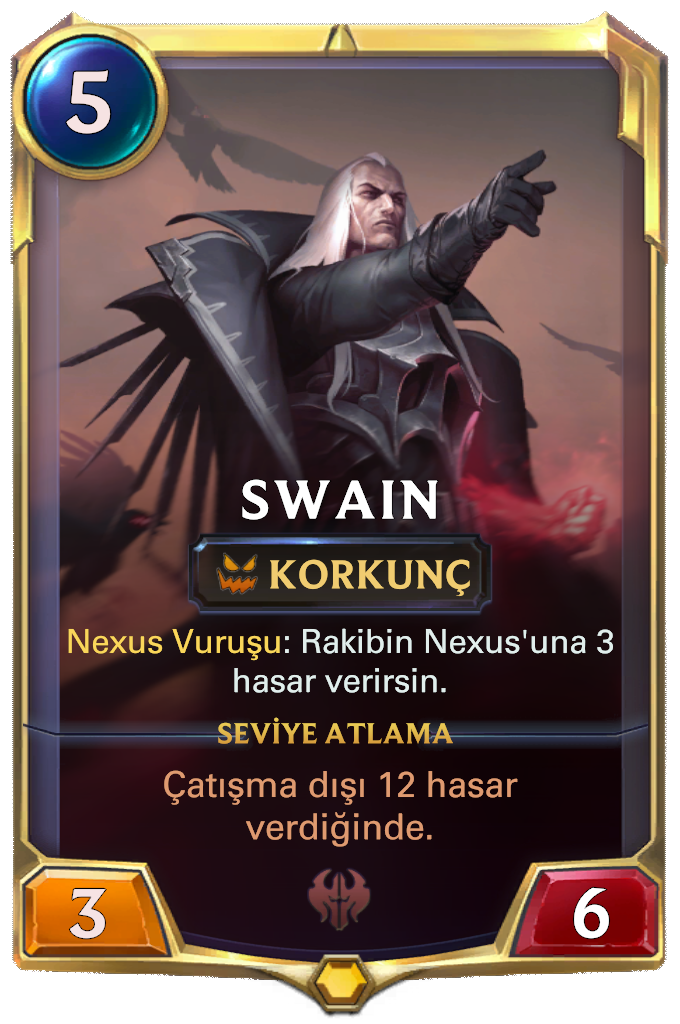 5
SWAIN
KORKUNÇ
Nexus Vuruşu: Rakibin Nexus'una 3
hasar verirsin.
SEVİYE ATLAMA
Çatışma dışı 12 hasar
verdiğinde.
3
6